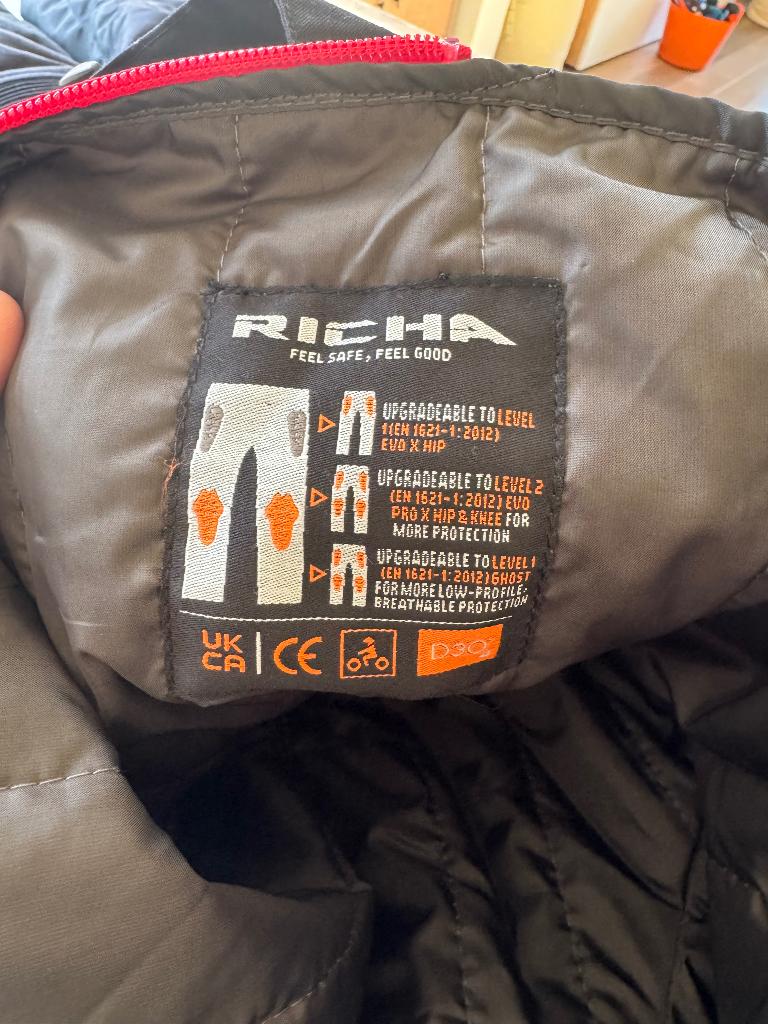 RICHA
FEEL SAFE, FEEL GOOD
UPGRADEABLE TO LEVEL
1 (EN 1621-1:2012)
EVO X HIP
UPGRADEABLE TO LEVEL 2
(EN 1621-1:2012) EVO
PRO X HIP & KNEE FOR
MORE PROTECTION
UPGRADEABLE TO LEVEL 1
(EN 1621-1:2012) GHOST
FOR MORE LOW-PROFILE-
BREATHABLE PROTECTION
UK
CA
CE
D3O